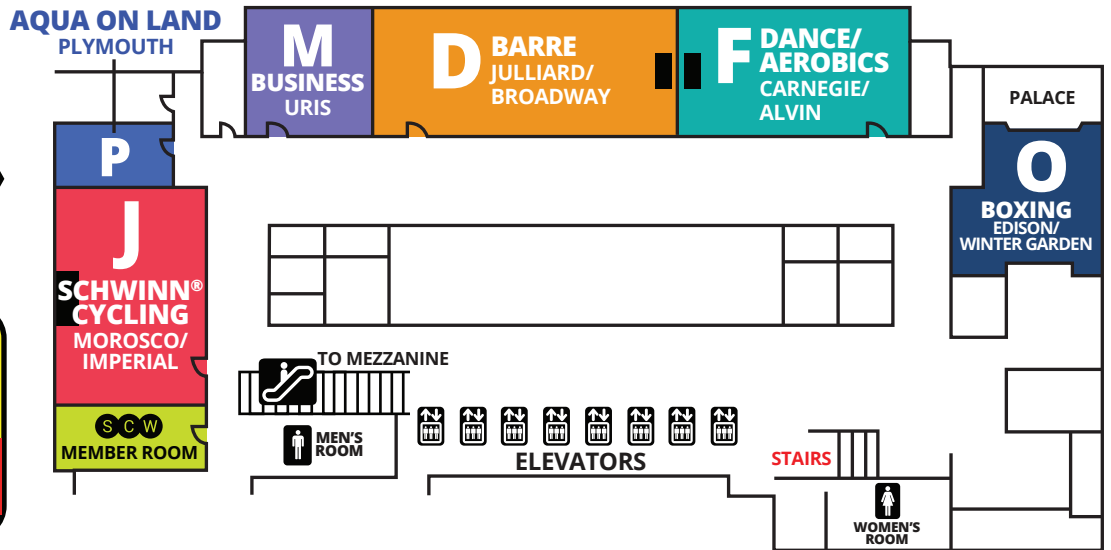 AQUA ON LAND
PLYMOUTH
P
M
BUSINESS
URIS
D
BARRE
JULLIARD/
BROADWAY
F
DANCE/
AEROBICS
CARNEGIE/
ALVIN
PALACE
O
BOXING
EDISON/
WINTER GARDEN
J
SCHWINN®
CYCLING
MOROSCO/
IMPERIAL
SCW
MEMBER ROOM
TO MEZZANINE
MEN'S
ROOM
ELEVATORS
STAIRS
WOMEN'S
ROOM